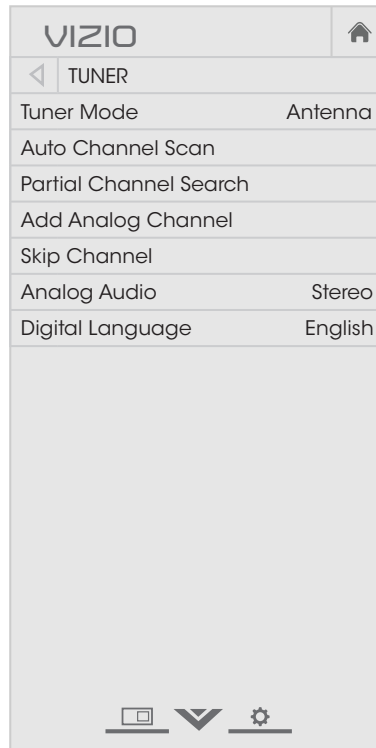 VIZIO
TUNER
Tuner Mode Antenna
Auto Channel Scan
Partial Channel Search
Add Analog Channel
Skip Channel
Analog Audio Stereo
Digital Language English